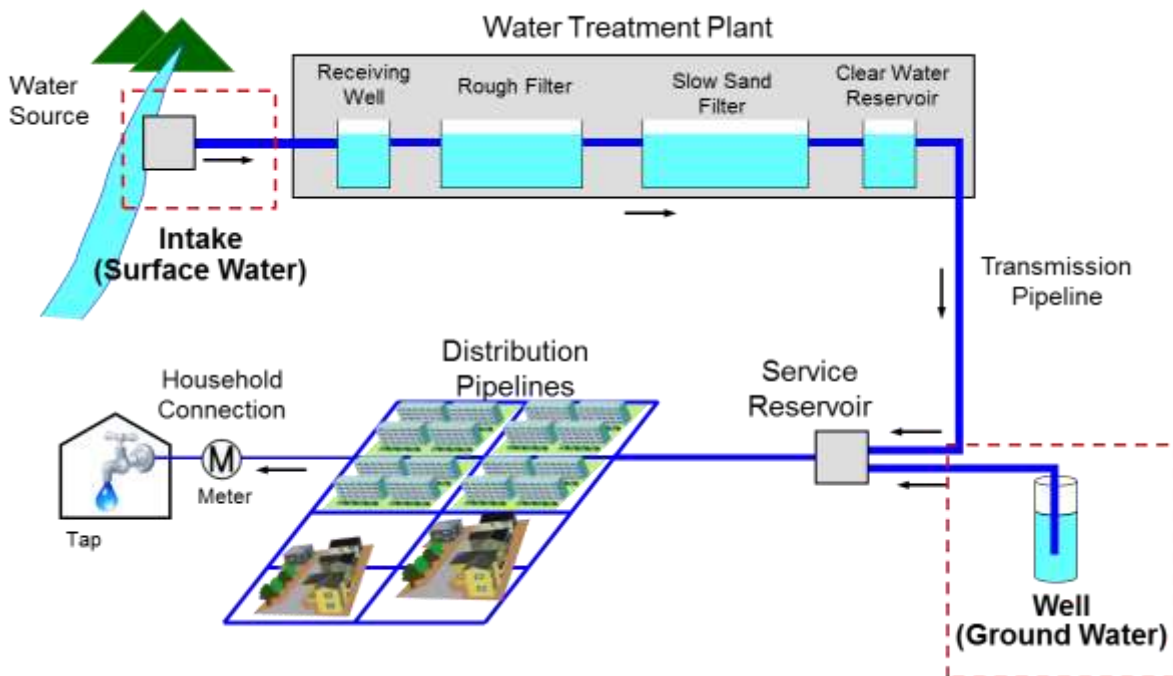 Water Treatment Plant
Water
Source
Receiving
Well
Rough Filter
Slow Sand
Filter
Clear Water
Reservoir
Intake
(Surface Water)
Transmission
Pipeline
Distribution
Pipelines
Household
Connection
Service
Reservoir
M
Meter
Tap
Well
(Ground Water)